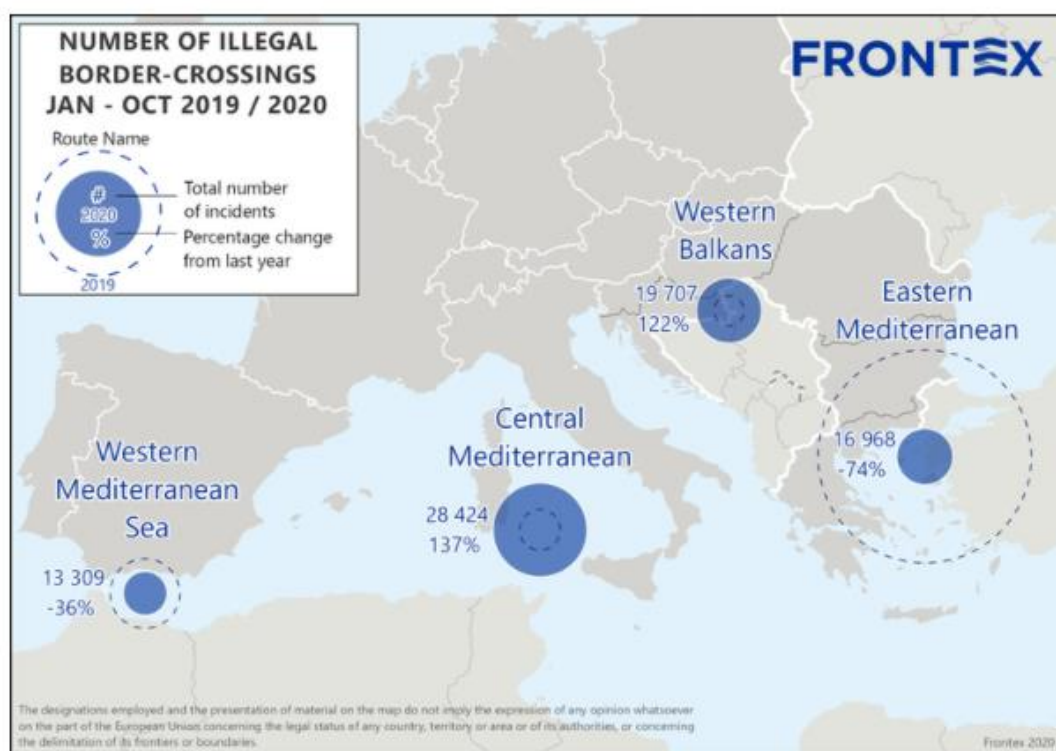 NUMBER OF ILLEGAL
BORDER-CROSSINGS
JAN - OCT 2019 / 2020
Route Name
#
2020
%
2019
Total number
of incidents
Percentage change
from last year
FRONTEX
Western
Balkans
19 707
122%
Eastern
Mediterranean
16 968
-74%
Central
Mediterranean
28 424
137%
Western
Mediterranean
Sea
13 309
-36%
The designations employed and the presentation of material on the map do not imply the expression of any opinion whatsoever
on the part of the European Union concerning the legal status of any country, territory or area or of its authorities, or concerning
the delimitation of its frontiers or boundaries.
Frontex 2020